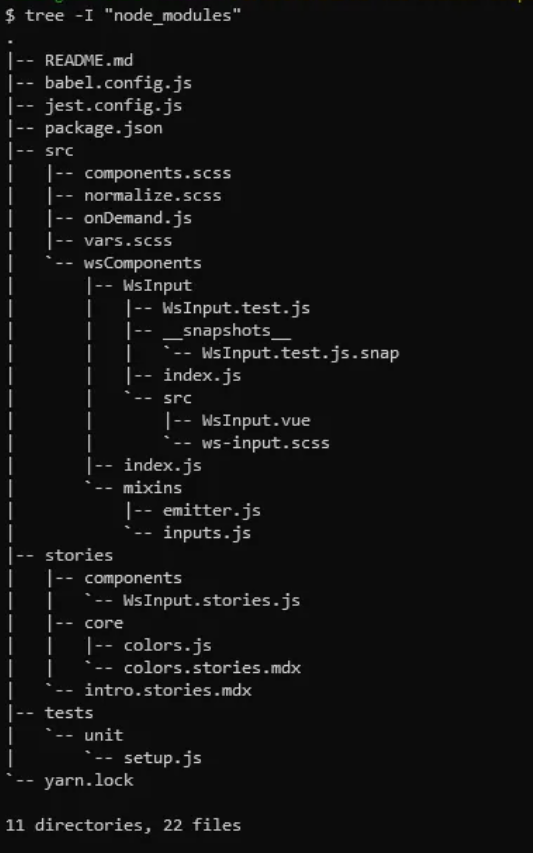 $ tree -I "node_modules"
.
|-- README.md
|-- babel.config.js
|-- jest.config.js
|-- package.json
|-- src
|   |-- components.scss
|   |-- normalize.scss
|   |-- onDemand.js
|   |-- vars.scss
|   `-- wsComponents
|       |-- WsInput
|       |   |-- WsInput.test.js
|       |   |-- __snapshots__
|       |   |   `-- WsInput.test.js.snap
|       |   |-- index.js
|       |   `-- src
|       |       |-- WsInput.vue
|       |       `-- ws-input.scss
|       |-- index.js
|       `-- mixins
|           |-- emitter.js
|           `-- inputs.js
|-- stories
|   |-- components
|   |   `-- WsInput.stories.js
|   |-- core
|   |   |-- colors.js
|   |   `-- colors.stories.mdx
|   `-- intro.stories.mdx
|-- tests
|   `-- unit
|       `-- setup.js
`-- yarn.lock

11 directories, 22 files